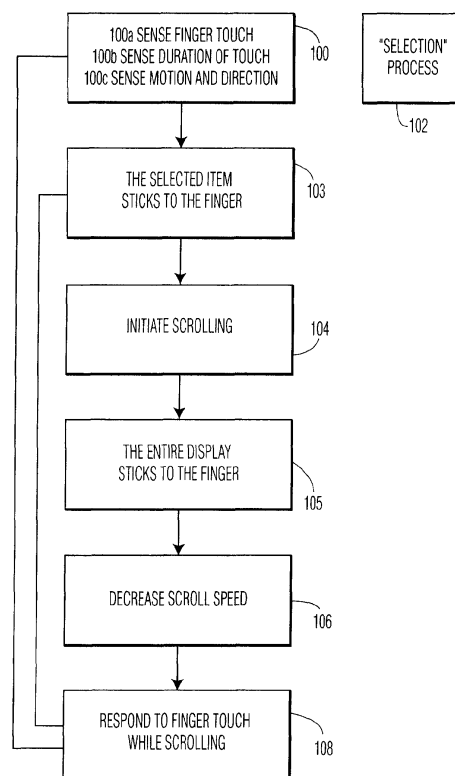 100a SENSE FINGER TOUCH
100b SENSE DURATION OF TOUCH
100c SENSE MOTION AND DIRECTION
100
"SELECTION"
PROCESS
102
THE SELECTED ITEM
STICKS TO THE FINGER
103
INITIATE SCROLLING
104
THE ENTIRE DISPLAY
STICKS TO THE FINGER
105
DECREASE SCROLL SPEED
106
RESPOND TO FINGER TOUCH
WHILE SCROLLING
108